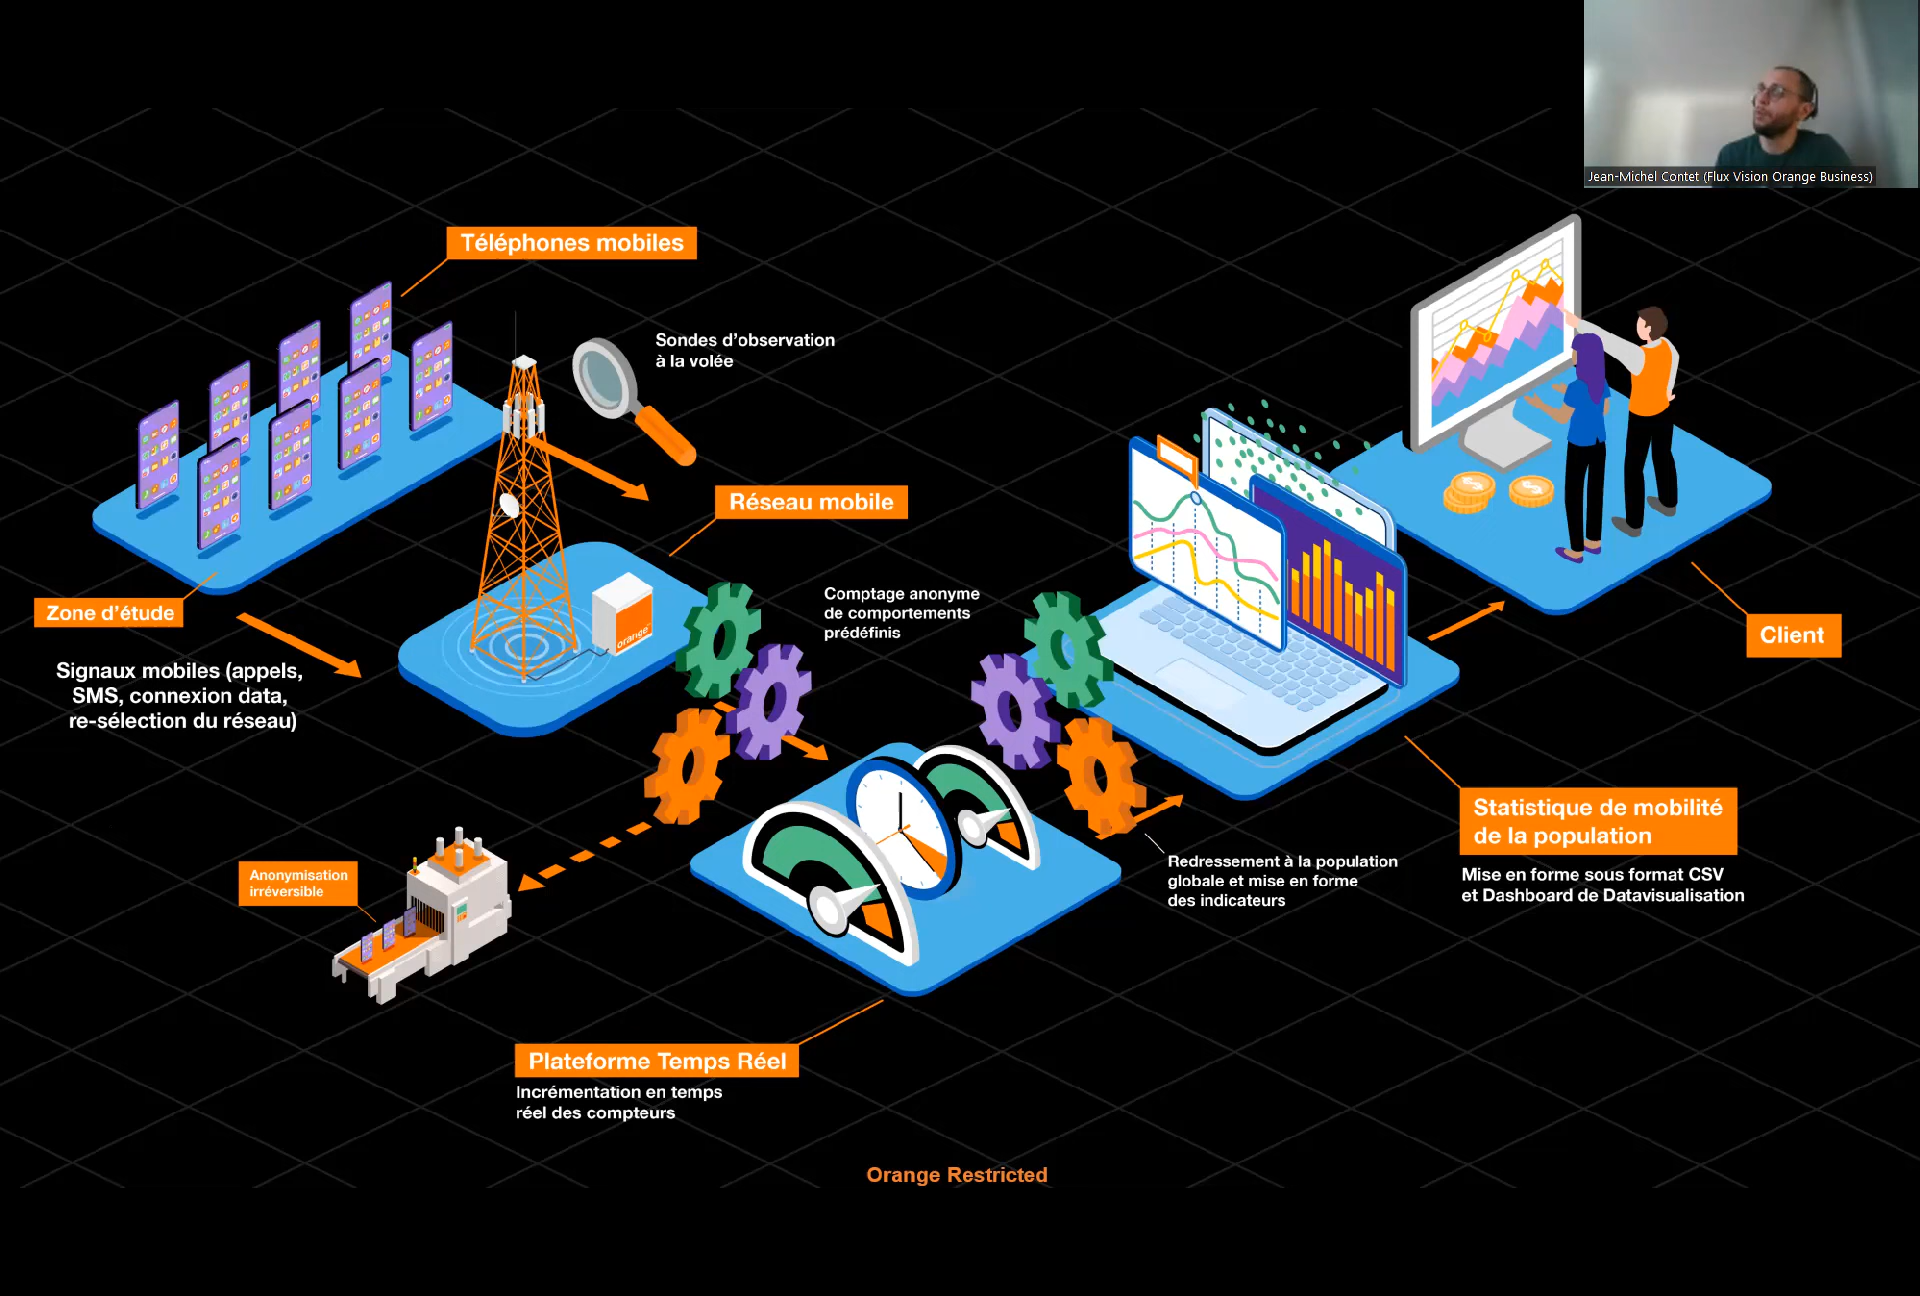 Jean-Michel Contet (Flux Vision Orange Business)
Téléphones mobiles
Sondes d'observation
à la volée
Réseau mobile
Zone d'étude
Signaux mobiles (appels,
SMS, connexion data,
re-sélection du réseau)
orange
Comptage anonyme
de comportements
prédéfinis
Client
Anonymisation
irréversible
Statistique de mobilité
de la population
Mise en forme sous format CSV
et Dashboard de Datavisualisation
Redressement à la population
globale et mise en forme
des indicateurs
Plateforme Temps Réel
Incrémentation en temps
réel des compteurs
Orange Restricted